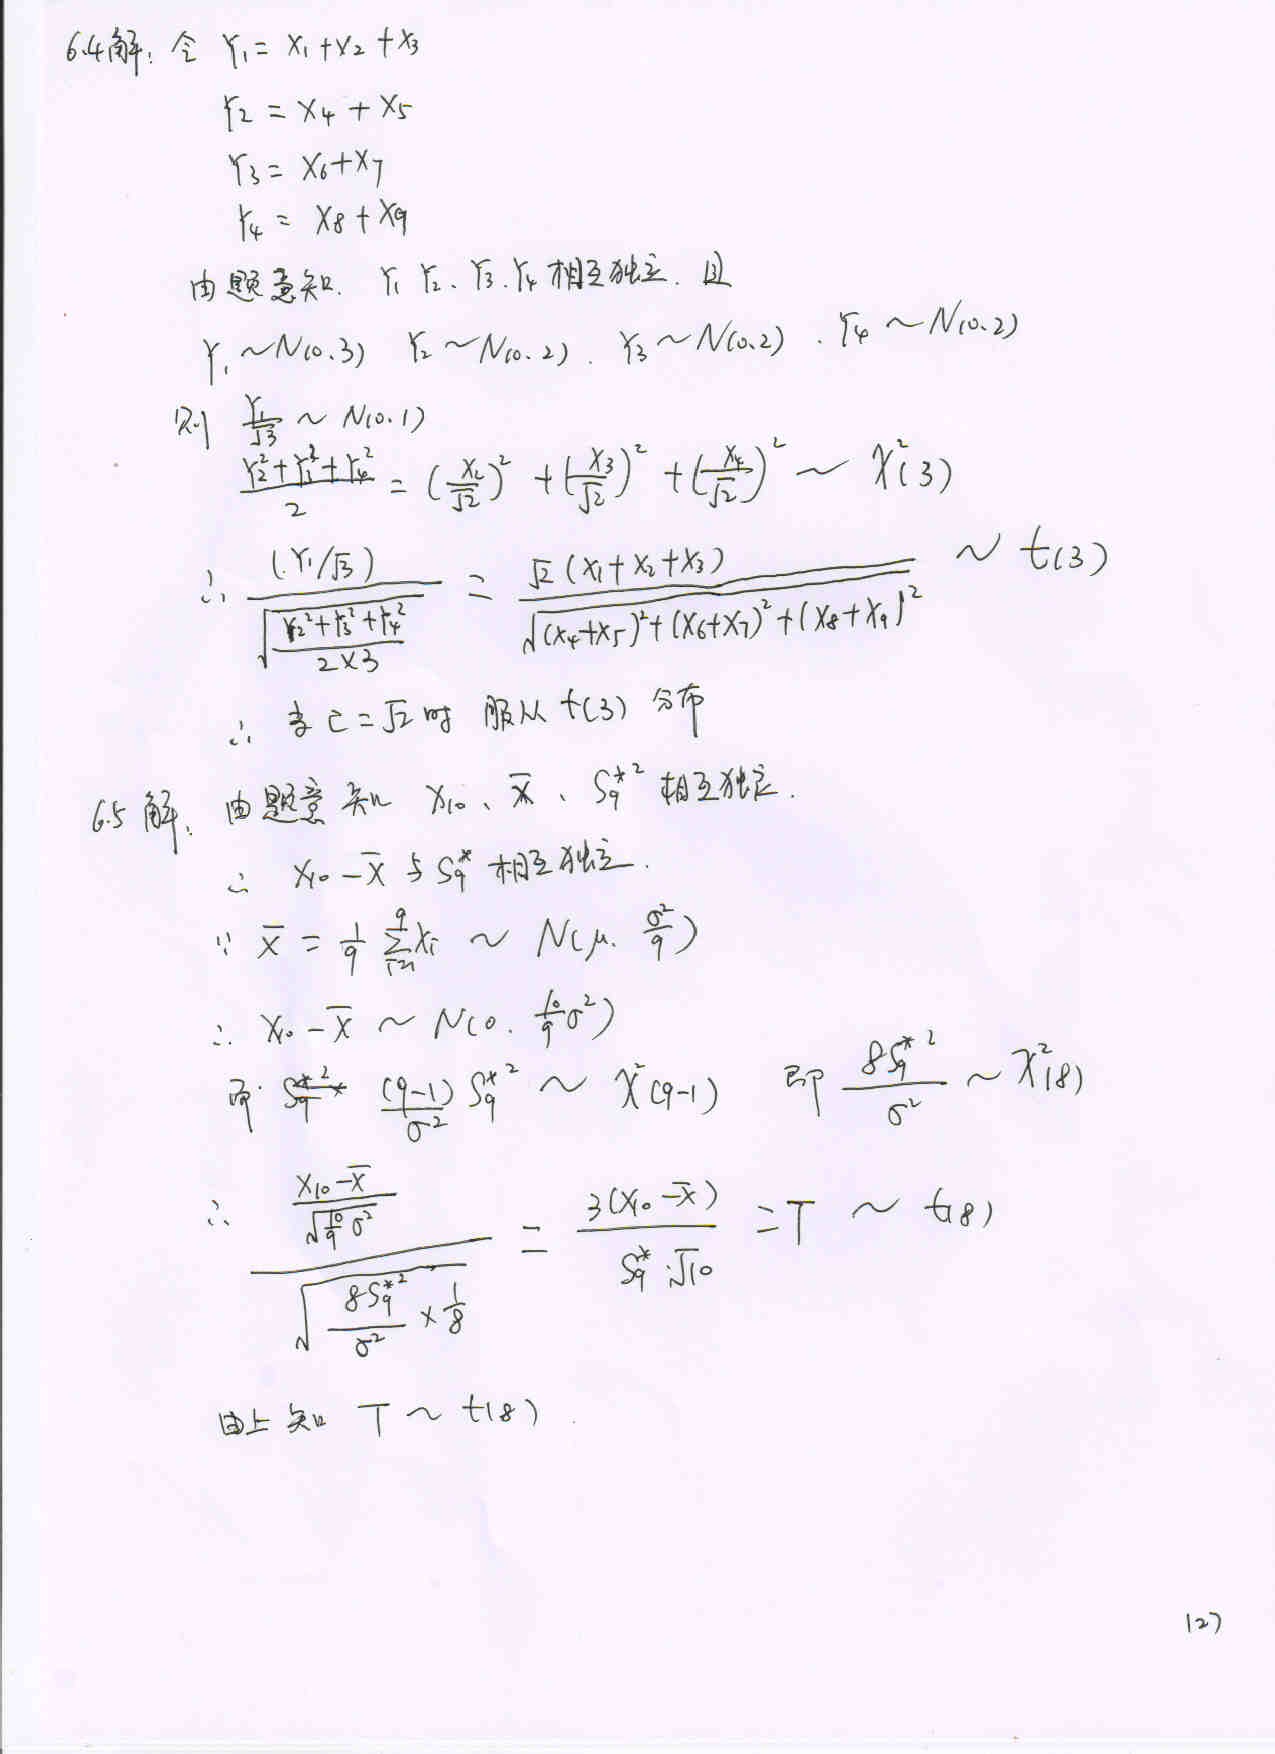 6.4解：令 Y₁ = X₁+X₂+X₃
Y₂ = X₄+X₅
Y₃ = X₆+X₇
Y₄ = X₈+X₉
由题意知. Y₁ Y₂、Y₃.Y₄相互独立. 且
Y₁ ~ N(0.3) Y₂ ~ N(0.2). Y₃ ~ N(0.2). Y₄ ~ N(0.2)
则 Y₁/√3 ~ N(0.1)
(Y₂²+Y₃²+Y₄²)/2 = (X₂/√2)² + (X₃/√2)² + (X₄/√2)² ~ χ²(3)
∴ (Y₁/√3) / √((Y₂²+Y₃²+Y₄²)/(2×3)) = √2(X₁+X₂+X₃) / √((X₄+X₅)²+(X₆+X₇)²+(X₈+X₉)²) ~ t(3)
∴ 当 C=√2时 服从 t(3) 分布
6.5 解: 由题意知 X₁₀、X̄、S₉*² 相互独立.
∴ X₁₀-X̄ 与 S₉* 相互独立.
∵ X̄ = 1/9 ∑_{i=1}^{9} Xᵢ ~ N(μ. σ²/9)
∴ X₁₀-X̄ ~ N(0. 10/9 σ²)
(9-1)/σ² S₉*² ~ χ²(9-1) 即 8S₉*²/σ² ~ χ²(8)
∴ ((X₁₀-X̄)/√(10/9 σ²)) / √(8S₉*²/σ² × 1/8) = 3(X₁₀-X̄)/(S₉*·√10) = T ~ t(8)
由上知 T ~ t(8).
127